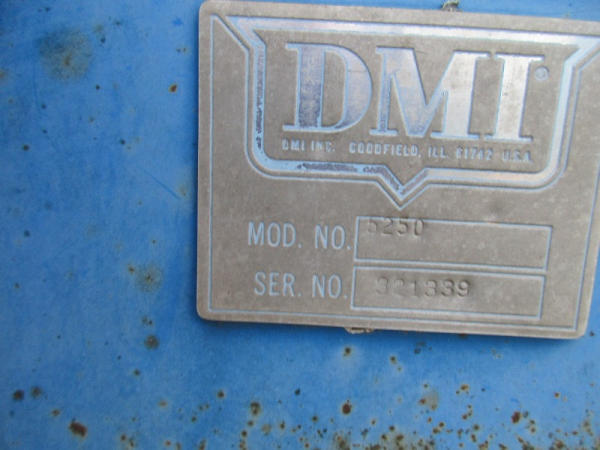 DMI®
DMI INC. GOODFIELD, ILL. 61742 U.S.A.
MOD. NO. 5250
SER. NO. 321339